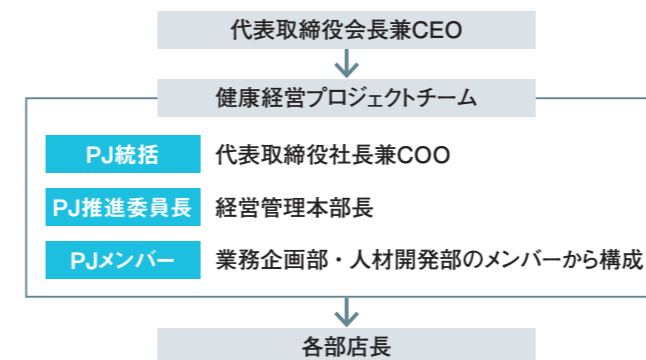 代表取締役会長兼CEO
健康経営プロジェクトチーム
PJ統括 代表取締役社長兼COO
PJ推進委員長 経営管理本部長
PJメンバー 業務企画部・人材開発部のメンバーから構成
各部店長